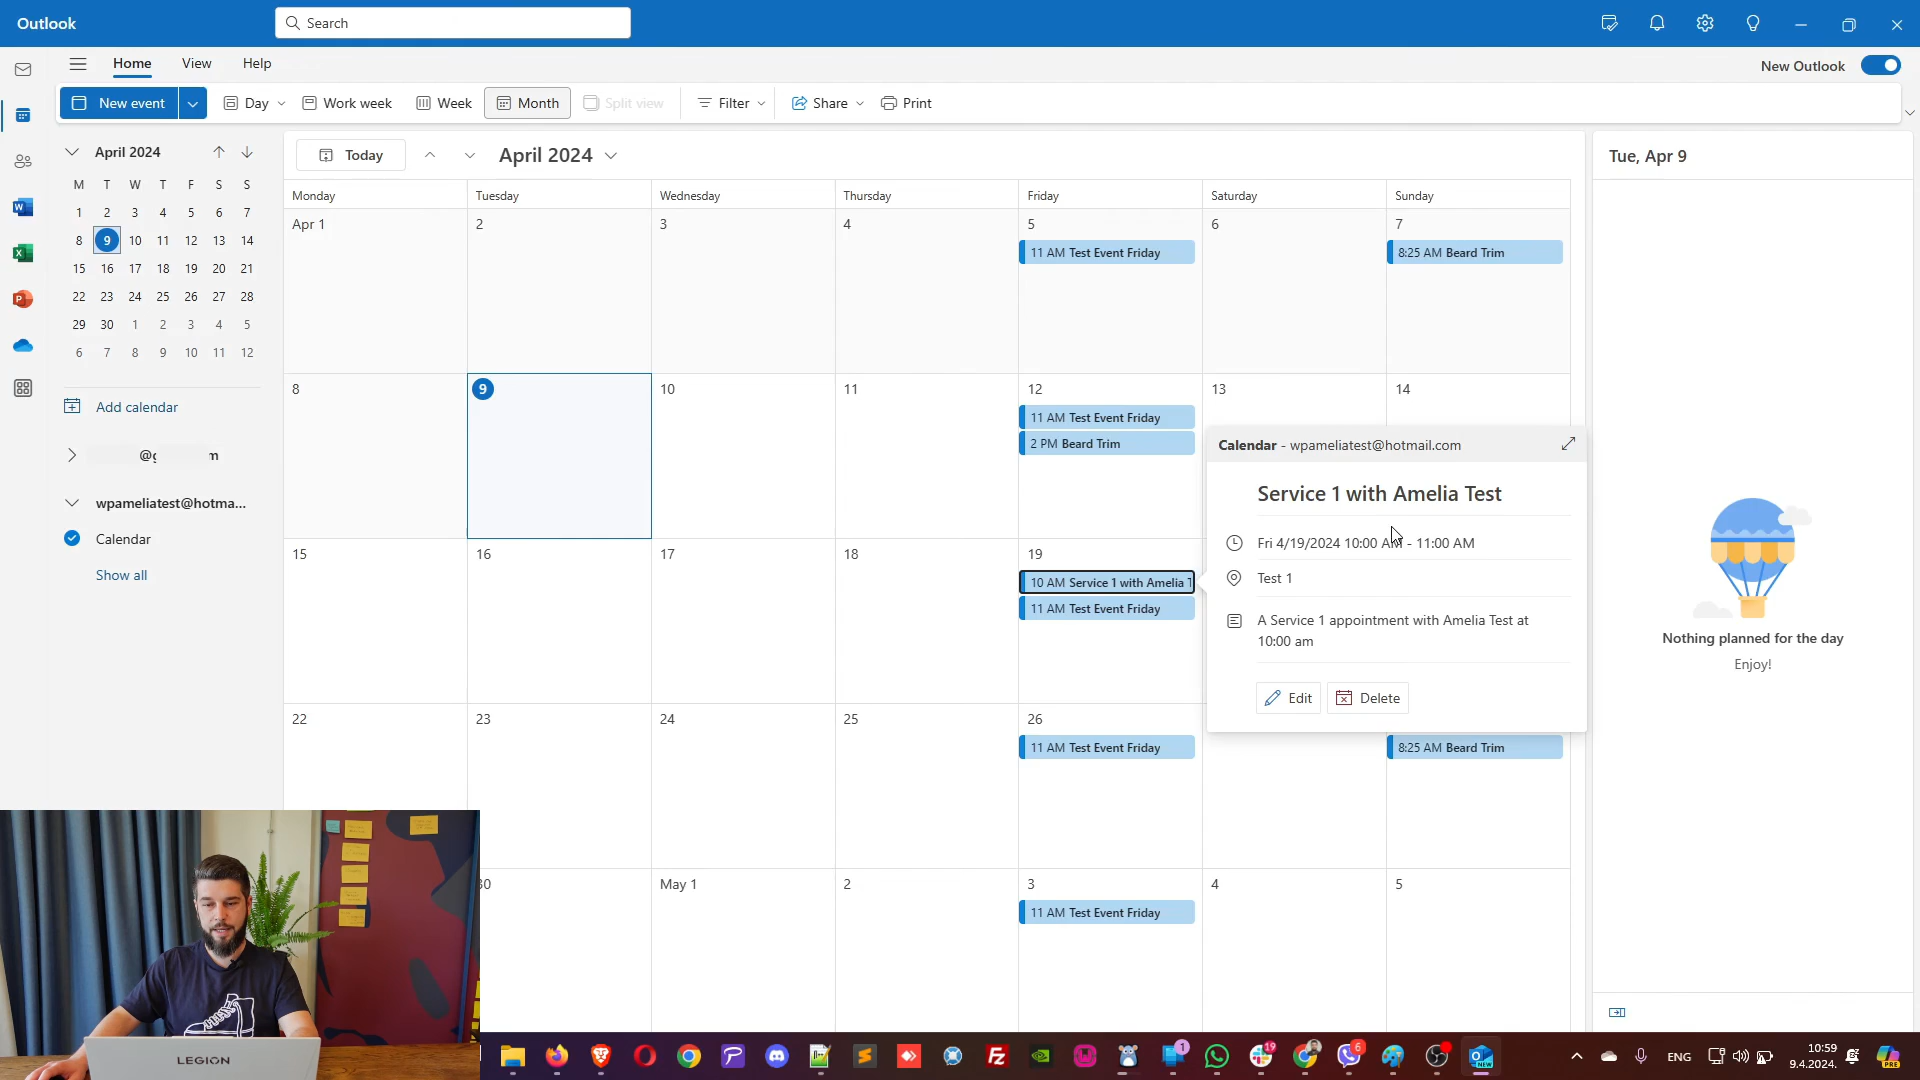 Outlook
Search
Home
View
Help
New Outlook
New event
Day
Work week
Week
Month
Split view
Filter
Share
Print
April 2024
M T W T F S S
1 2 3 4 5 6 7
8 9 10 11 12 13 14
15 16 17 18 19 20 21
22 23 24 25 26 27 28
29 30 1 2 3 4 5
6 7 8 9 10 11 12
Add calendar
wpameliatest@hotma...
Calendar
Show all
Today
April 2024
Monday Tuesday Wednesday Thursday Friday Saturday Sunday
Apr 1 2 3 4 5 6 7
11 AM Test Event Friday
8:25 AM Beard Trim
8 9 10 11 12 13 14
11 AM Test Event Friday
2 PM Beard Trim
15 16 17 18 19
10 AM Service 1 with Amelia T
11 AM Test Event Friday
22 23 24 25 26
11 AM Test Event Friday
8:25 AM Beard Trim
30 May 1 2 3 4 5
11 AM Test Event Friday
Calendar - wpameliatest@hotmail.com
Service 1 with Amelia Test
Fri 4/19/2024 10:00 AM - 11:00 AM
Test 1
A Service 1 appointment with Amelia Test at
10:00 am
Edit
Delete
Tue, Apr 9
Nothing planned for the day
Enjoy!
LEGION
1
19
6
NEW
ENG
10:59
9.4.2024.
PRE